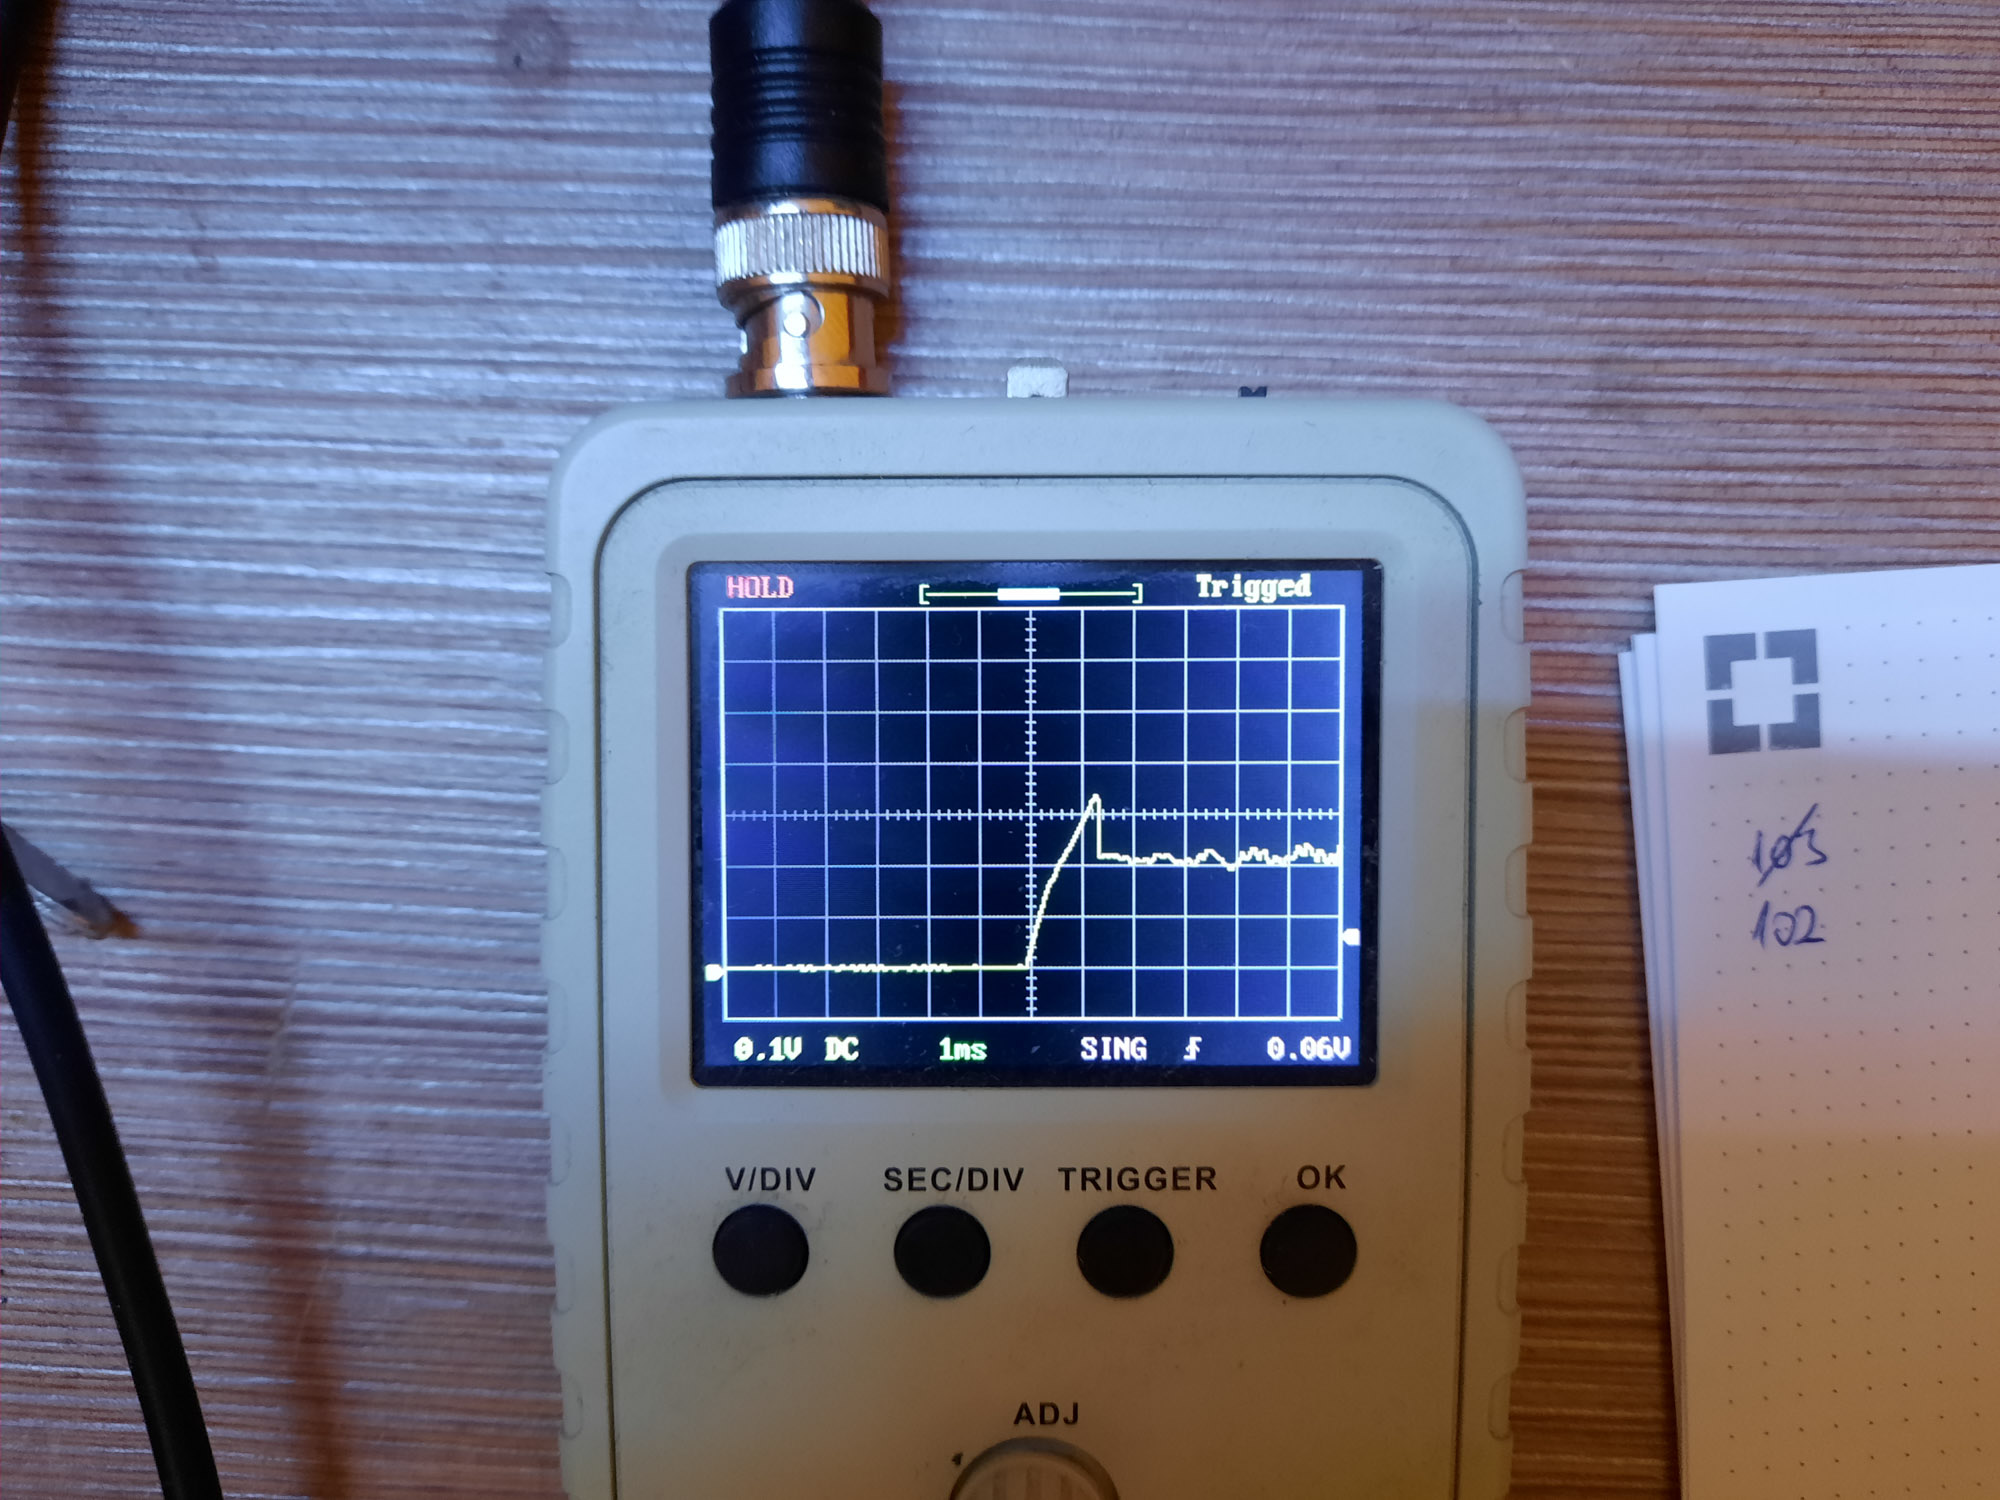 HOLD Trigged
0.1V DC 1ms SING 0.06V
V/DIV SEC/DIV TRIGGER OK
ADJ
102